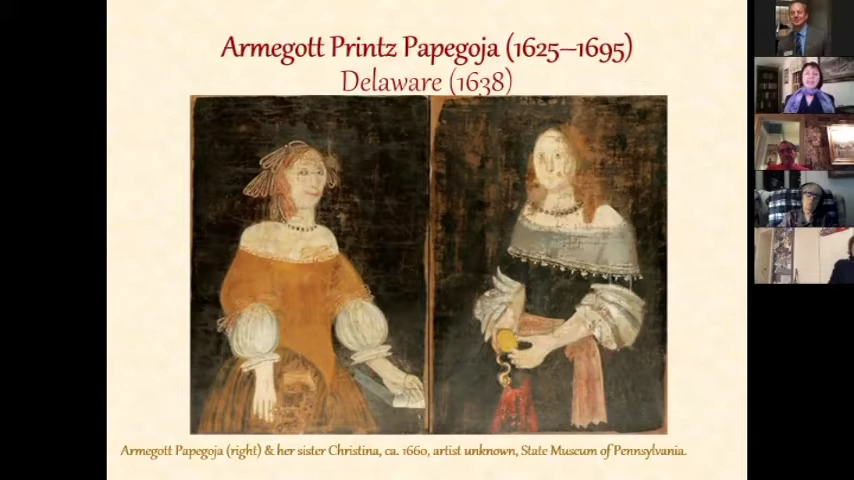 Armegott Printz Papegoja (1625–1695)
Delaware (1638)
Armegott Papegoja (right) & her sister Christina, ca. 1660, artist unknown, State Museum of Pennsylvania.